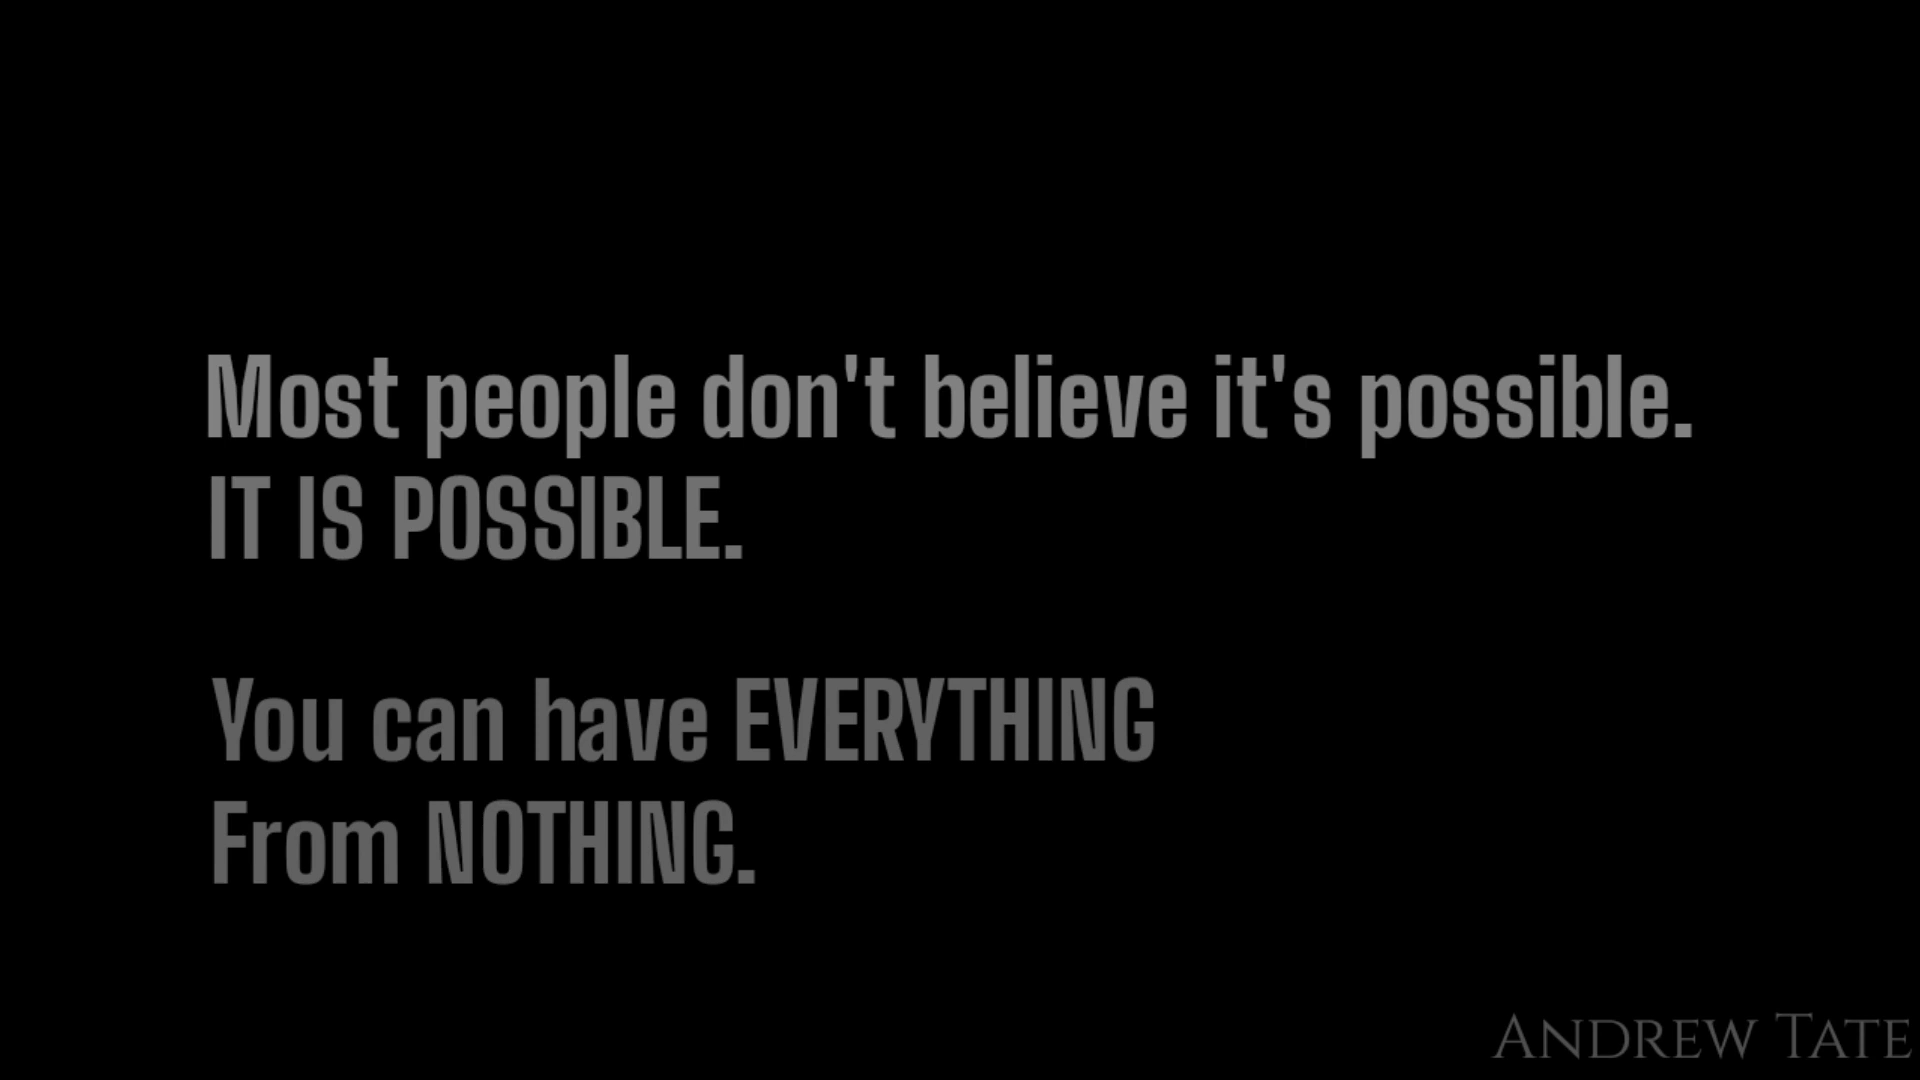 Most people don't believe it's possible.
IT IS POSSIBLE.
You can have EVERYTHING
From NOTHING.
ANDREW TATE